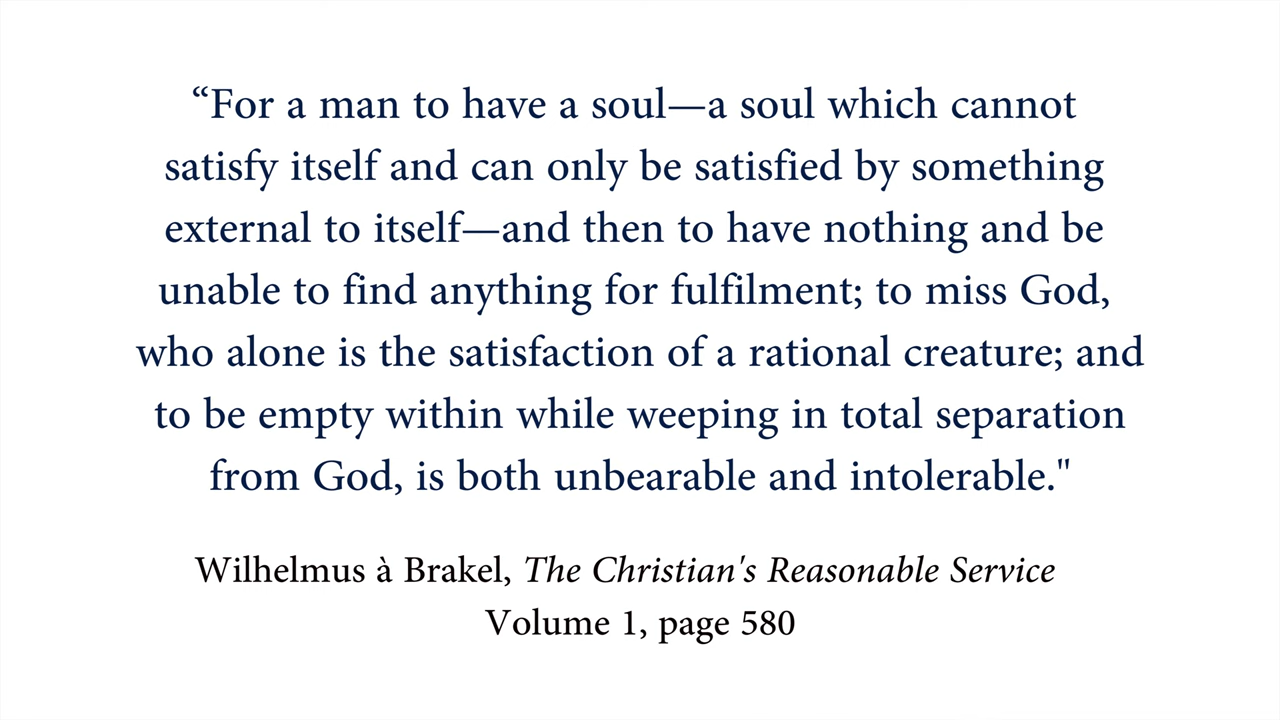 “For a man to have a soul—a soul which cannot
satisfy itself and can only be satisfied by something
external to itself—and then to have nothing and be
unable to find anything for fulfilment; to miss God,
who alone is the satisfaction of a rational creature; and
to be empty within while weeping in total separation
from God, is both unbearable and intolerable."
Wilhelmus à Brakel, The Christian's Reasonable Service
Volume 1, page 580